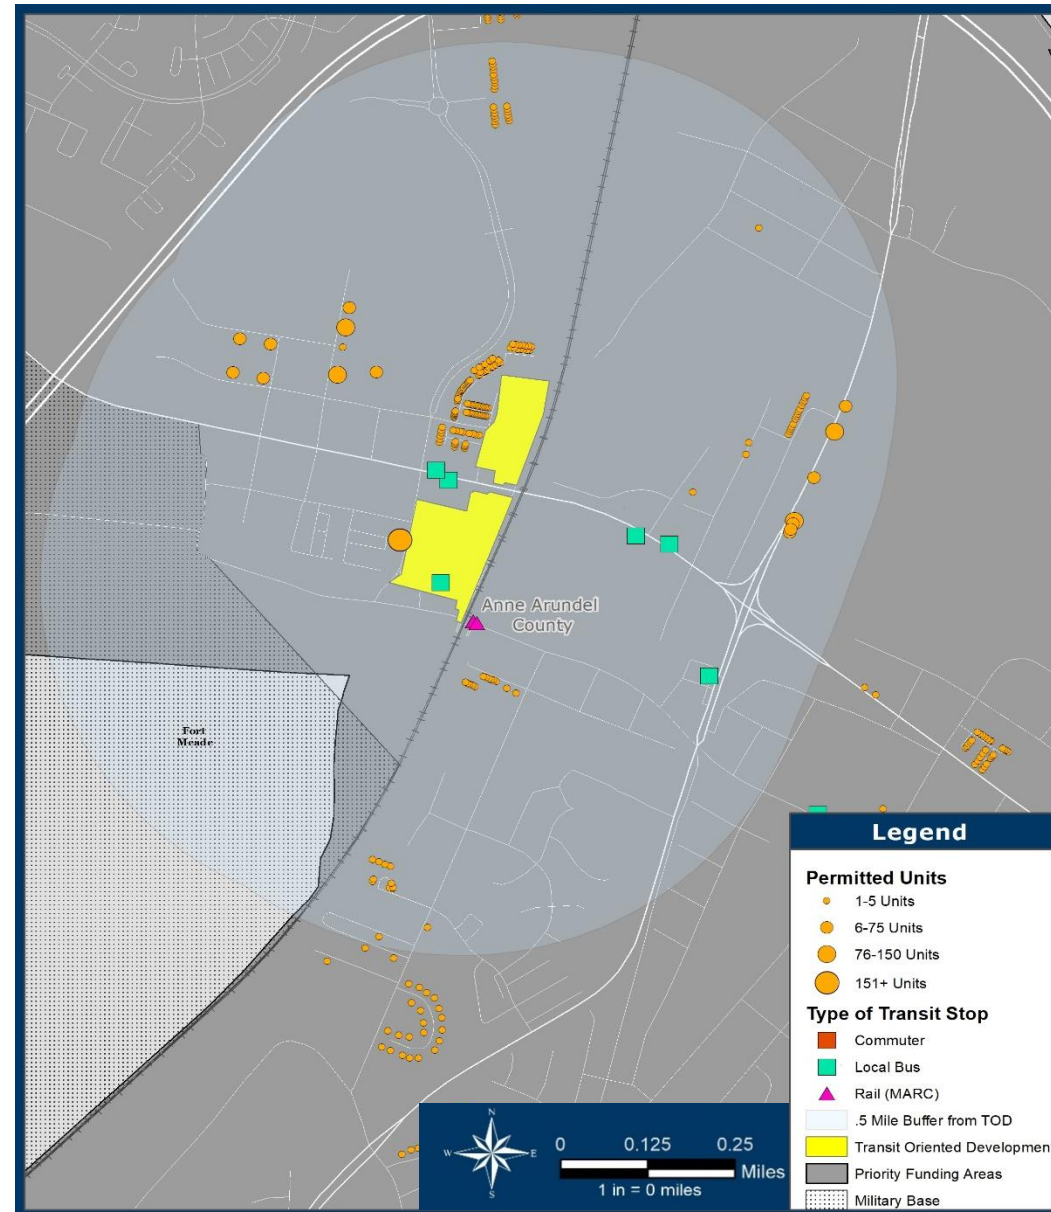 Anne Arundel
County
Fort
Meade
Legend
Permitted Units
1-5 Units
6-75 Units
76-150 Units
151+ Units
Type of Transit Stop
Commuter
Local Bus
Rail (MARC)
.5 Mile Buffer from TOD
Transit Oriented Developmen
Priority Funding Areas
Military Base
N
W
E
S
0 0.125 0.25
Miles
1 in = 0 miles